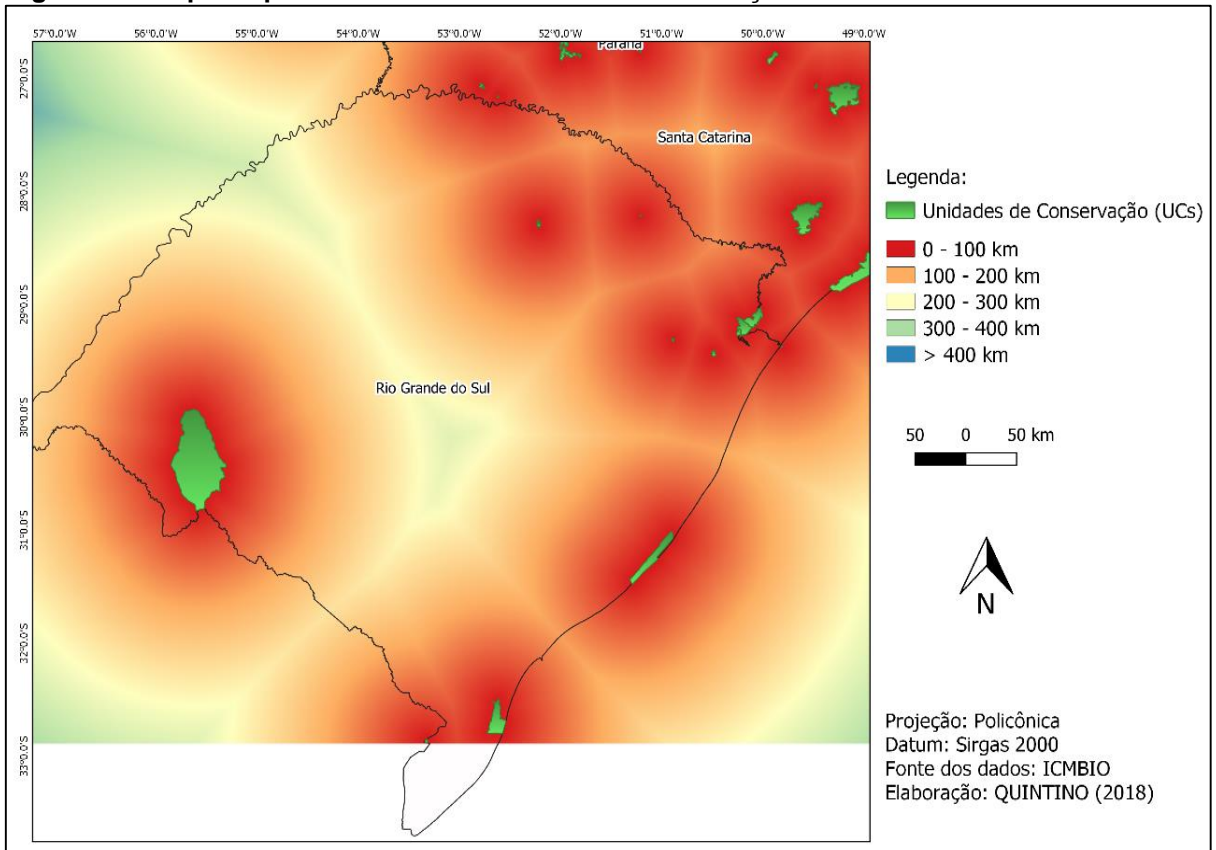 57°0.0'W 56°0.0'W 55°0.0'W 54°0.0'W 53°0.0'W 52°0.0'W 51°0.0'W 50°0.0'W 49°0.0'W
27°0.0'S
28°0.0'S
29°0.0'S
30°0.0'S
31°0.0'S
32°0.0'S
33°0.0'S
Paraná
Santa Catarina
Rio Grande do Sul
Legenda:
Unidades de Conservação (UCs)
0 - 100 km
100 - 200 km
200 - 300 km
300 - 400 km
> 400 km
50 0 50 km
N
Projeção: Policônica
Datum: Sirgas 2000
Fonte dos dados: ICMBIO
Elaboração: QUINTINO (2018)